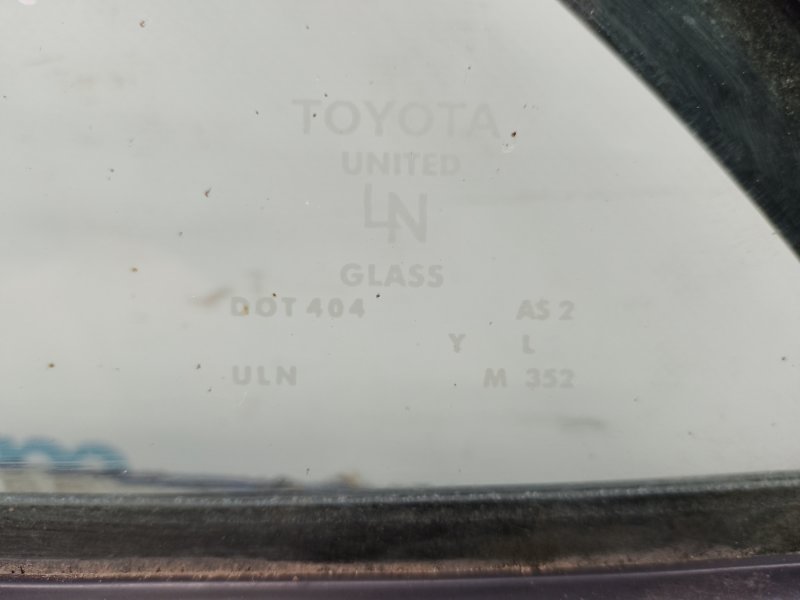 TOYOTA
UNITED
LN
GLASS
DOT 404 AS 2
Y L
ULN M 352